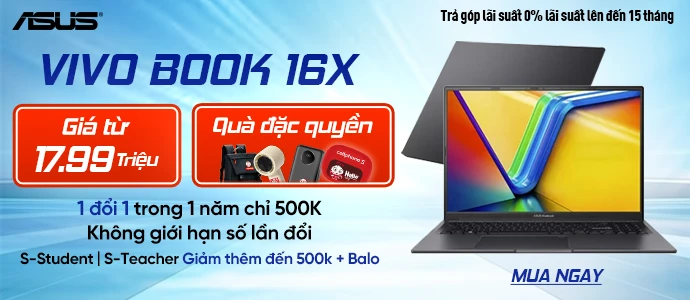 ASUS
Trả góp lãi suất 0% lãi suất lên đến 15 tháng
VIVO BOOK 16X
Giá từ
17.99 Triệu
Quà đặc quyền
cellphone S
Hello
1 đổi 1 trong 1 năm chỉ 500K
Không giới hạn số lần đổi
S-Student | S-Teacher Giảm thêm đến 500k + Balo
MUA NGAY